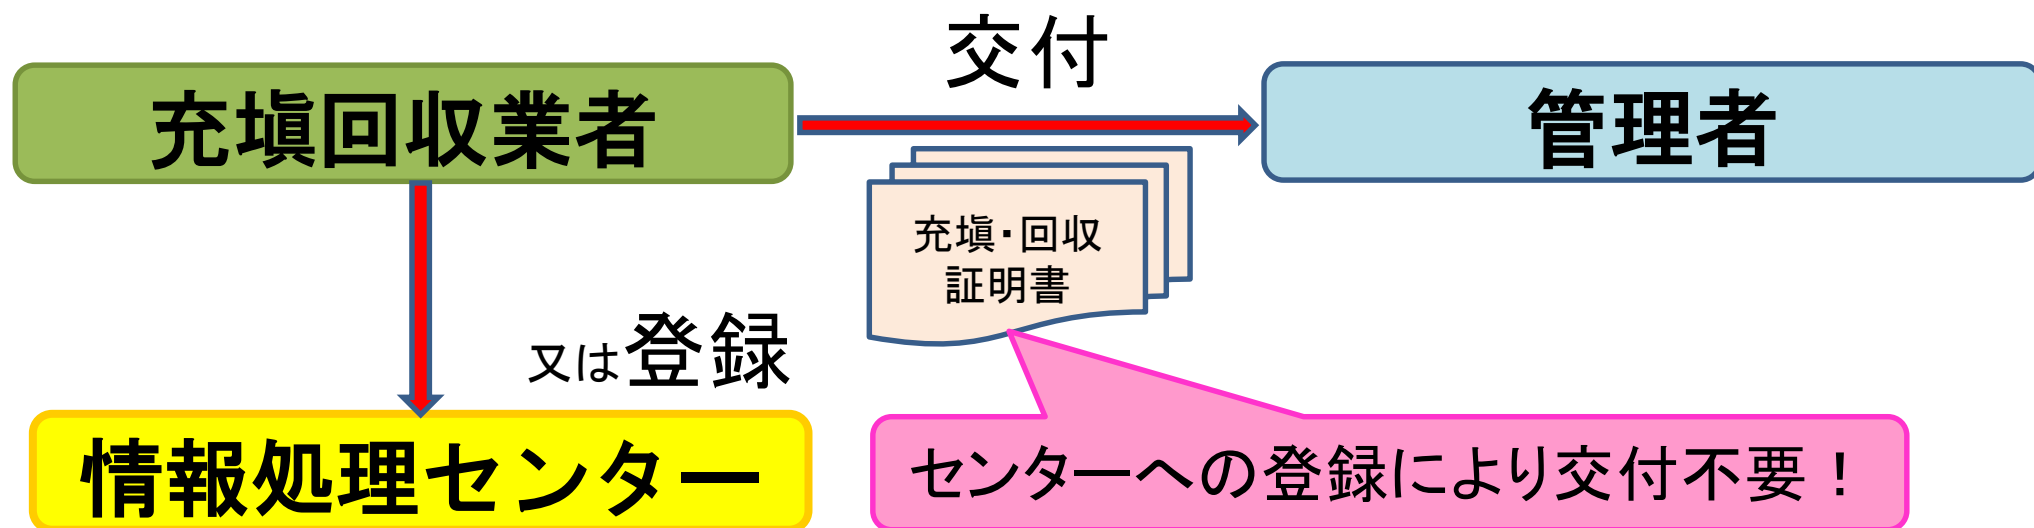 交付
充塡回収業者
管理者
充塡・回収
証明書
又は登録
情報処理センター
センターへの登録により交付不要！